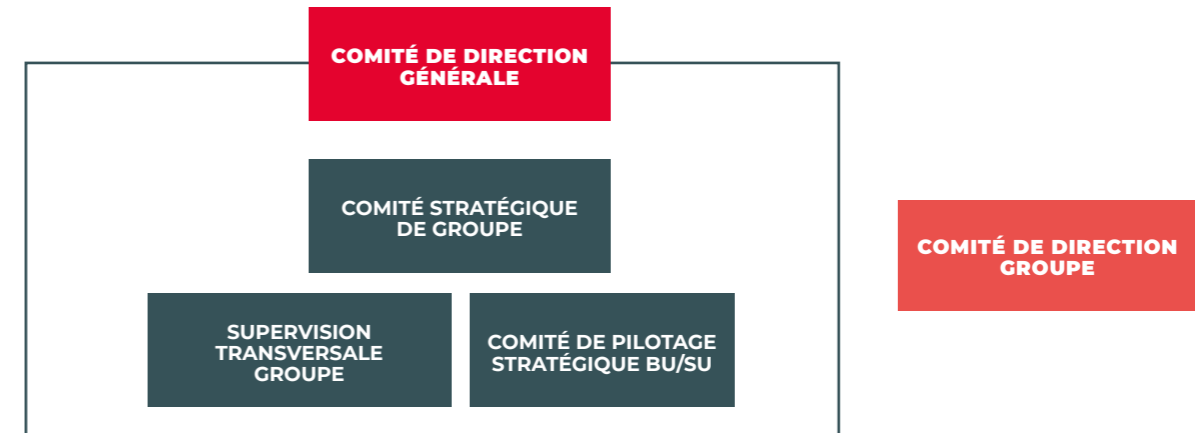 COMITÉ DE DIRECTION
GÉNÉRALE
COMITÉ STRATÉGIQUE
DE GROUPE
COMITÉ DE DIRECTION
GROUPE
SUPERVISION
TRANSVERSALE
GROUPE
COMITÉ DE PILOTAGE
STRATÉGIQUE BU/SU